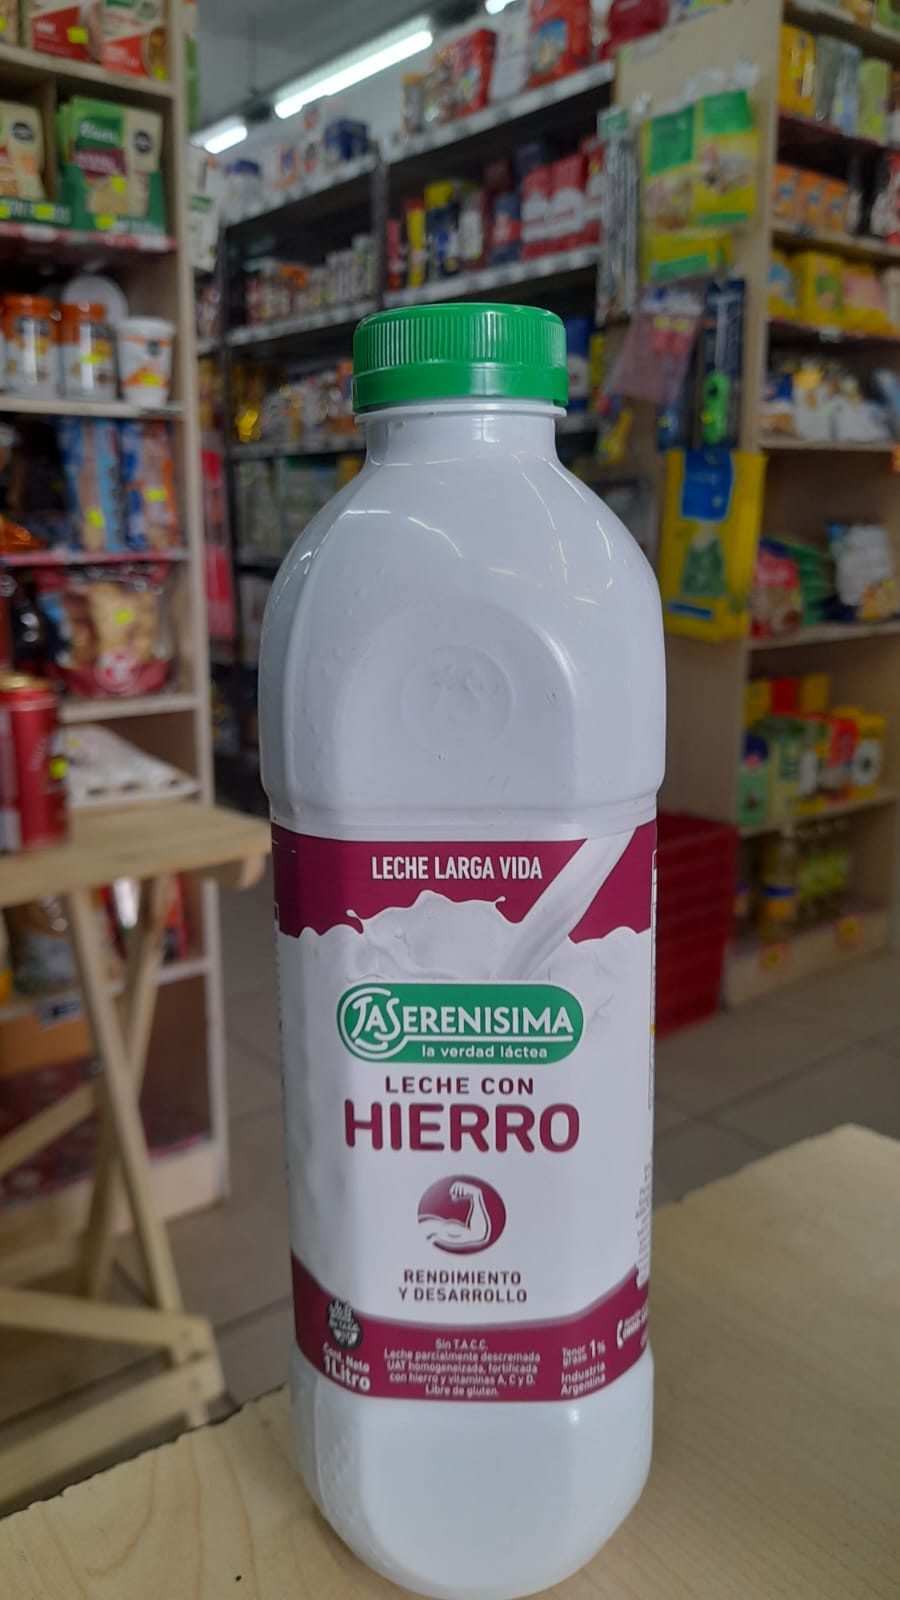 LECHE LARGA VIDA
LASERENISIMA
la verdad láctea
LECHE CON
HIERRO
RENDIMIENTO
Y DESARROLLO
Cont. Neto
1 Litro
Sin T.A.C.C.
Leche parcialmente descremada
UAT homogeneizada, fortificada
con hierro y vitaminas A, C y D.
Libre de gluten.
Tenor
graso 1%
Industria
Argentina
Knorr